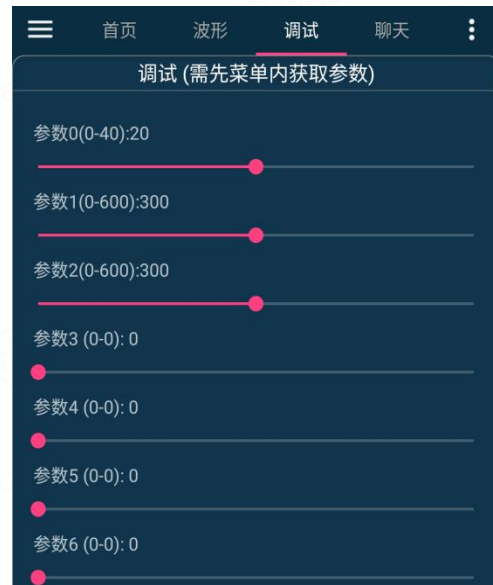 首页 波形 调试 聊天
调试 (需先菜单内获取参数)
参数0(0-40):20
参数1(0-600):300
参数2(0-600):300
参数3 (0-0): 0
参数4 (0-0): 0
参数5 (0-0): 0
参数6 (0-0): 0